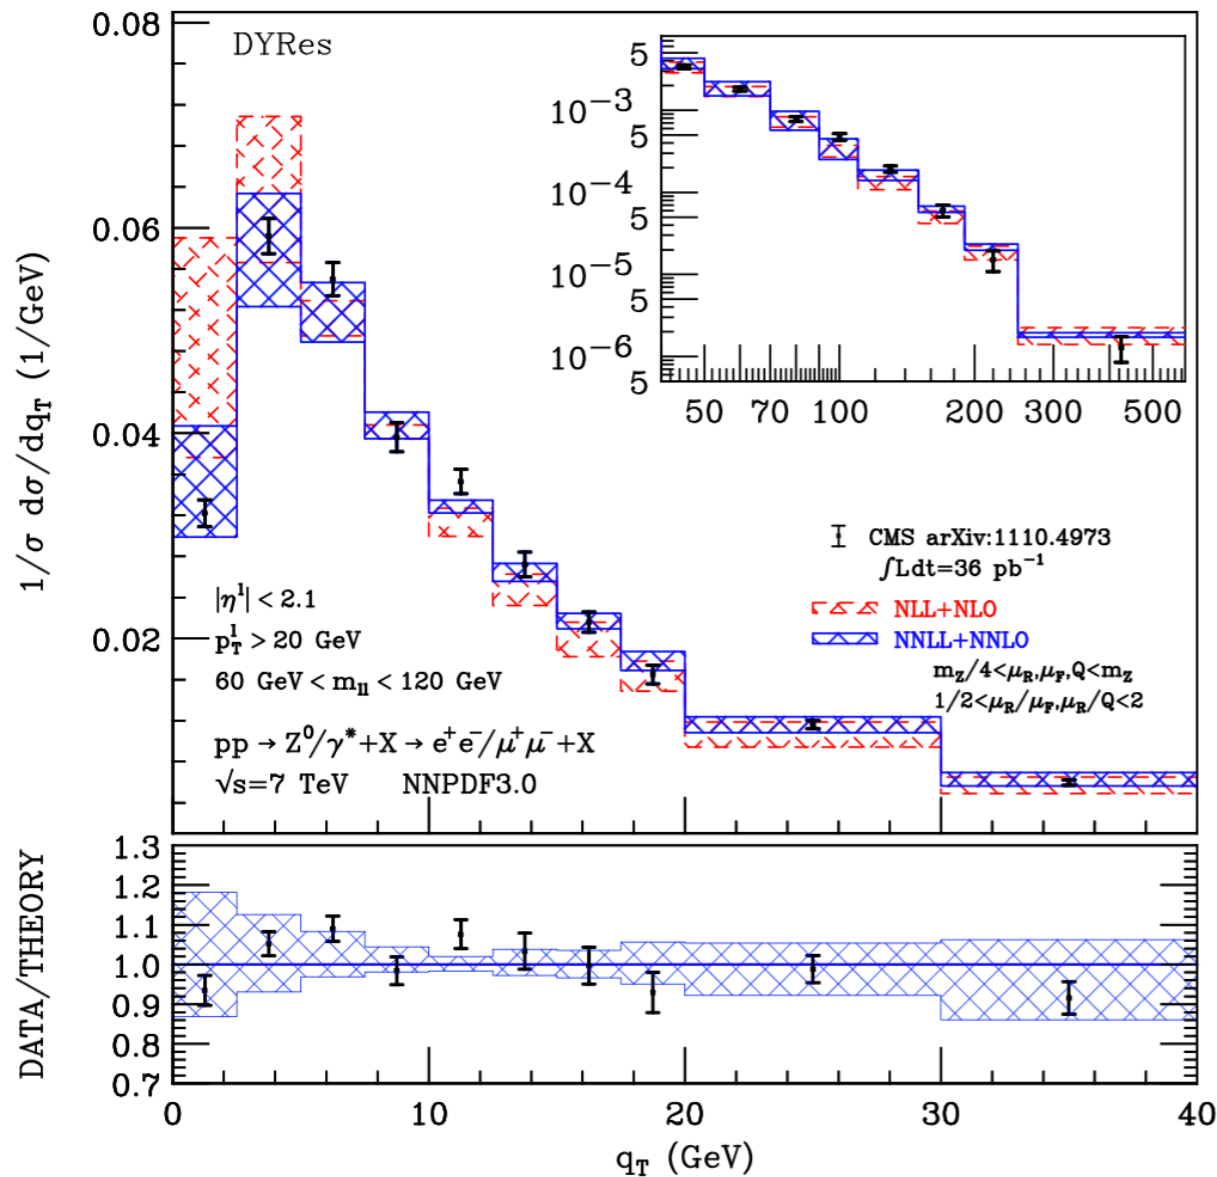 DYRes
0.08
0.06
0.04
0.02
1/σ dσ/dq_T (1/GeV)
5
10⁻³
5
10⁻⁴
5
10⁻⁵
5
10⁻⁶
5
50 70 100 200 300 500
CMS arXiv:1110.4973
∫Ldt=36 pb⁻¹
NLL+NLO
NNLL+NNLO
m_Z/4<μ_R,μ_F,Q<m_Z
1/2<μ_R/μ_F,μ_R/Q<2
|η^l|<2.1
p_T^l>20 GeV
60 GeV<m_ll<120 GeV
pp → Z⁰/γ*+X → e⁺e⁻/μ⁺μ⁻+X
√s=7 TeV NNPDF3.0
1.3
1.2
1.1
1.0
0.9
0.8
0.7
DATA/THEORY
0 10 20 30 40
q_T (GeV)